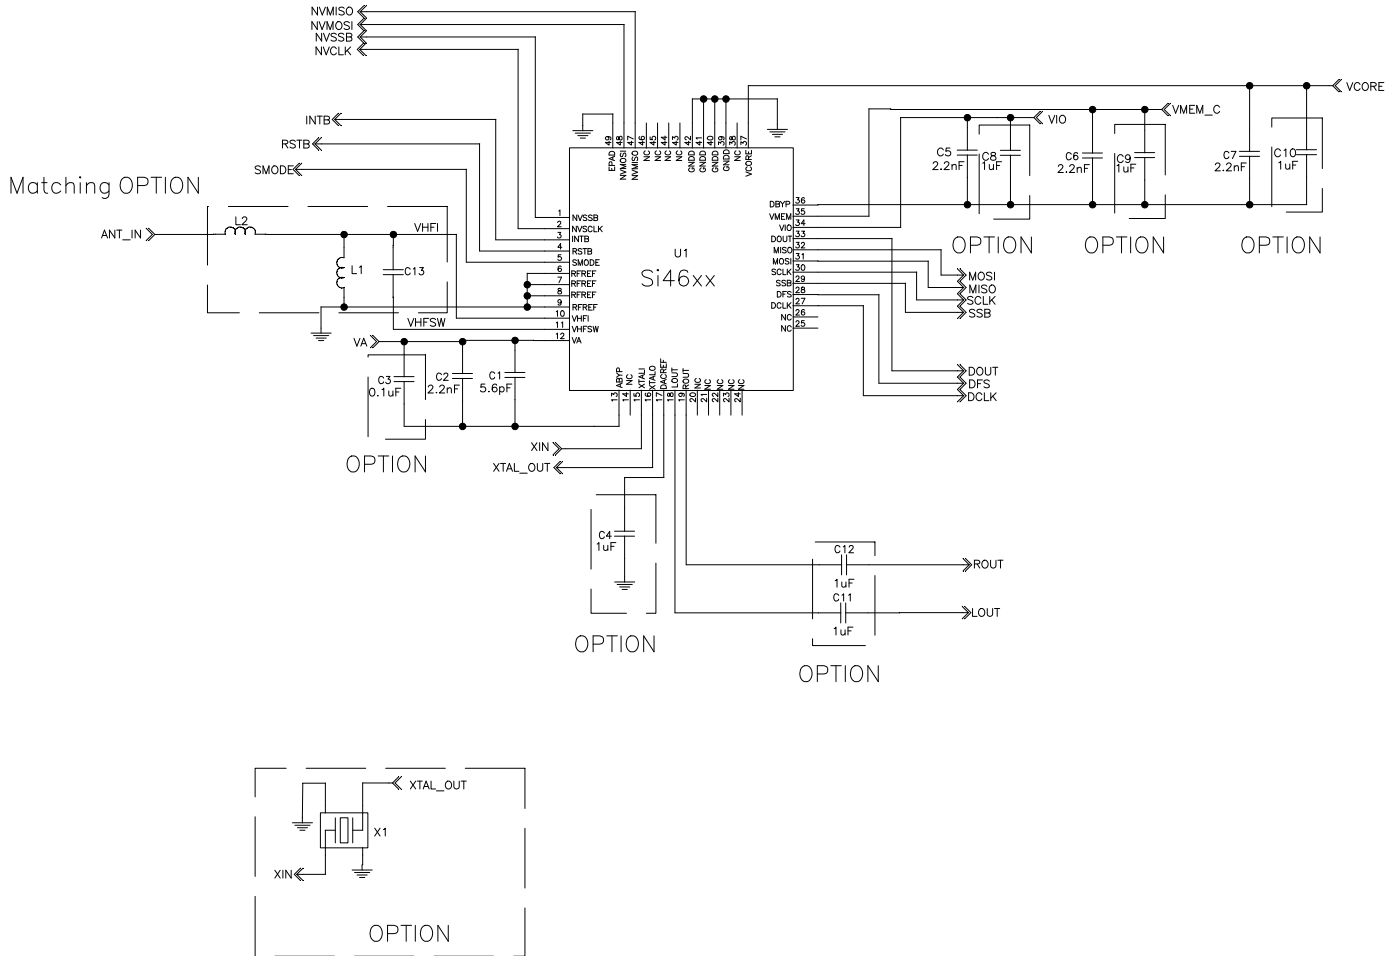 NVMISO
NVMOSI
NVSSB
NVCLK
VCORE
VMEM_C
VIO
INTB
RSTB
SMODE
Matching OPTION
ANT_IN
L2
VHFI
L1
C13
VHFSW
VA
C3
0.1uF
C2
2.2nF
C1
5.6pF
OPTION
49
48
47
46
45
44
43
42
41
40
39
38
37
EPAD
NVMOSI
NVMISO
NC
NC
NC
NC
GNDD
GNDD
GNDD
GNDD
NC
VCORE
1 NVSSB
2 NVSCLK
3 INTB
4 RSTB
5 SMODE
6 RFREF
7 RFREF
8 RFREF
9 RFREF
10 VHFI
11 VHFSW
12 VA
U1
Si46xx
DBYP 36
VMEM 35
VIO 34
DOUT 33
MISO 32
MOSI 31
SCLK 30
SSB 29
DFS 28
DCLK 27
NC 26
NC 25
ABYP
NC
XTALI
XTALO
DACREF
LOUT
ROUT
NC
NC
NC
NC
NC
13
14
15
16
17
18
19
20
21
22
23
24
C5
2.2nF
C8
1uF
OPTION
C6
2.2nF
C9
1uF
OPTION
C7
2.2nF
C10
1uF
OPTION
MOSI
MISO
SCLK
SSB
DOUT
DFS
DCLK
XIN
XTAL_OUT
C4
1uF
OPTION
C12
1uF
C11
1uF
OPTION
ROUT
LOUT
XTAL_OUT
X1
XIN
OPTION